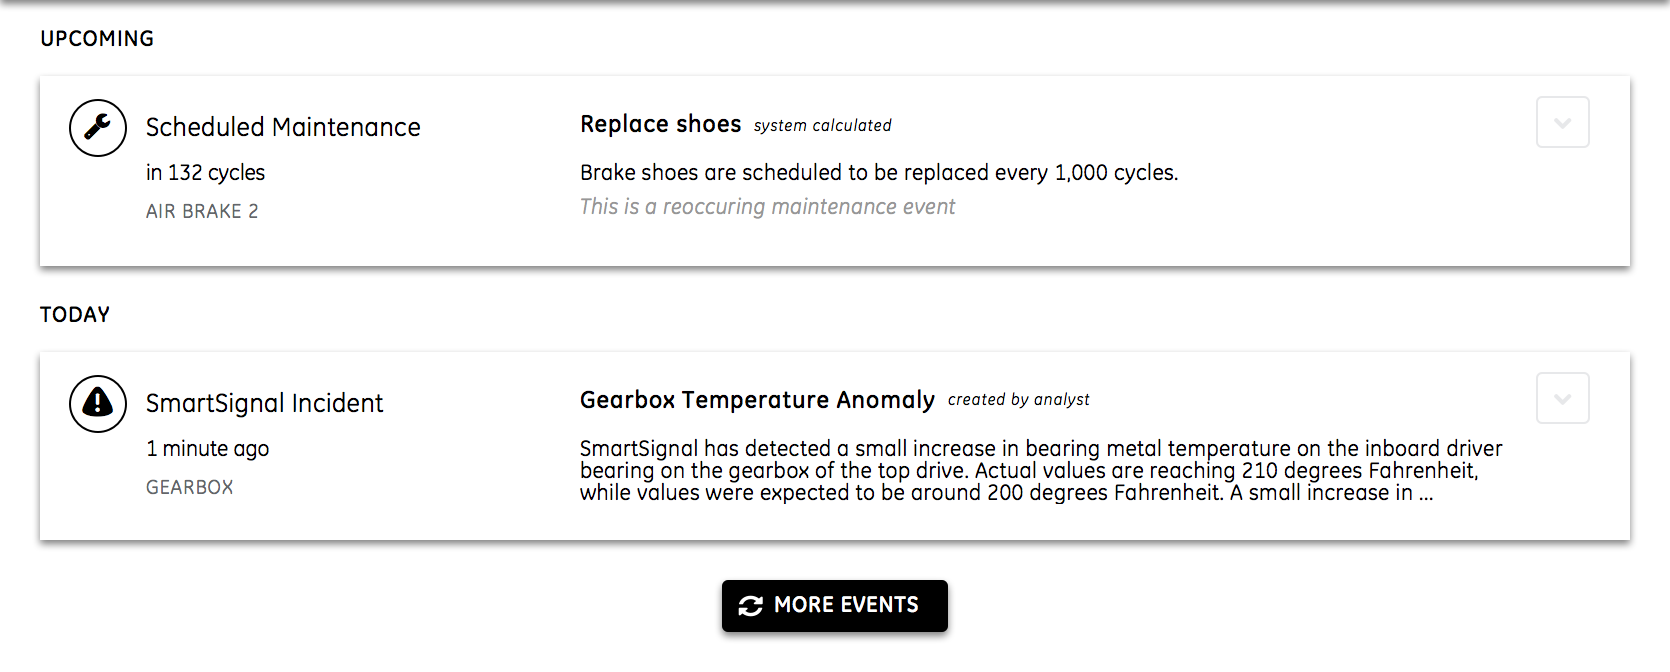 UPCOMING
Scheduled Maintenance
in 132 cycles
AIR BRAKE 2
Replace shoes system calculated
Brake shoes are scheduled to be replaced every 1,000 cycles.
This is a reoccuring maintenance event
TODAY
SmartSignal Incident
1 minute ago
GEARBOX
Gearbox Temperature Anomaly created by analyst
SmartSignal has detected a small increase in bearing metal temperature on the inboard driver
bearing on the gearbox of the top drive. Actual values are reaching 210 degrees Fahrenheit,
while values were expected to be around 200 degrees Fahrenheit. A small increase in ...
MORE EVENTS